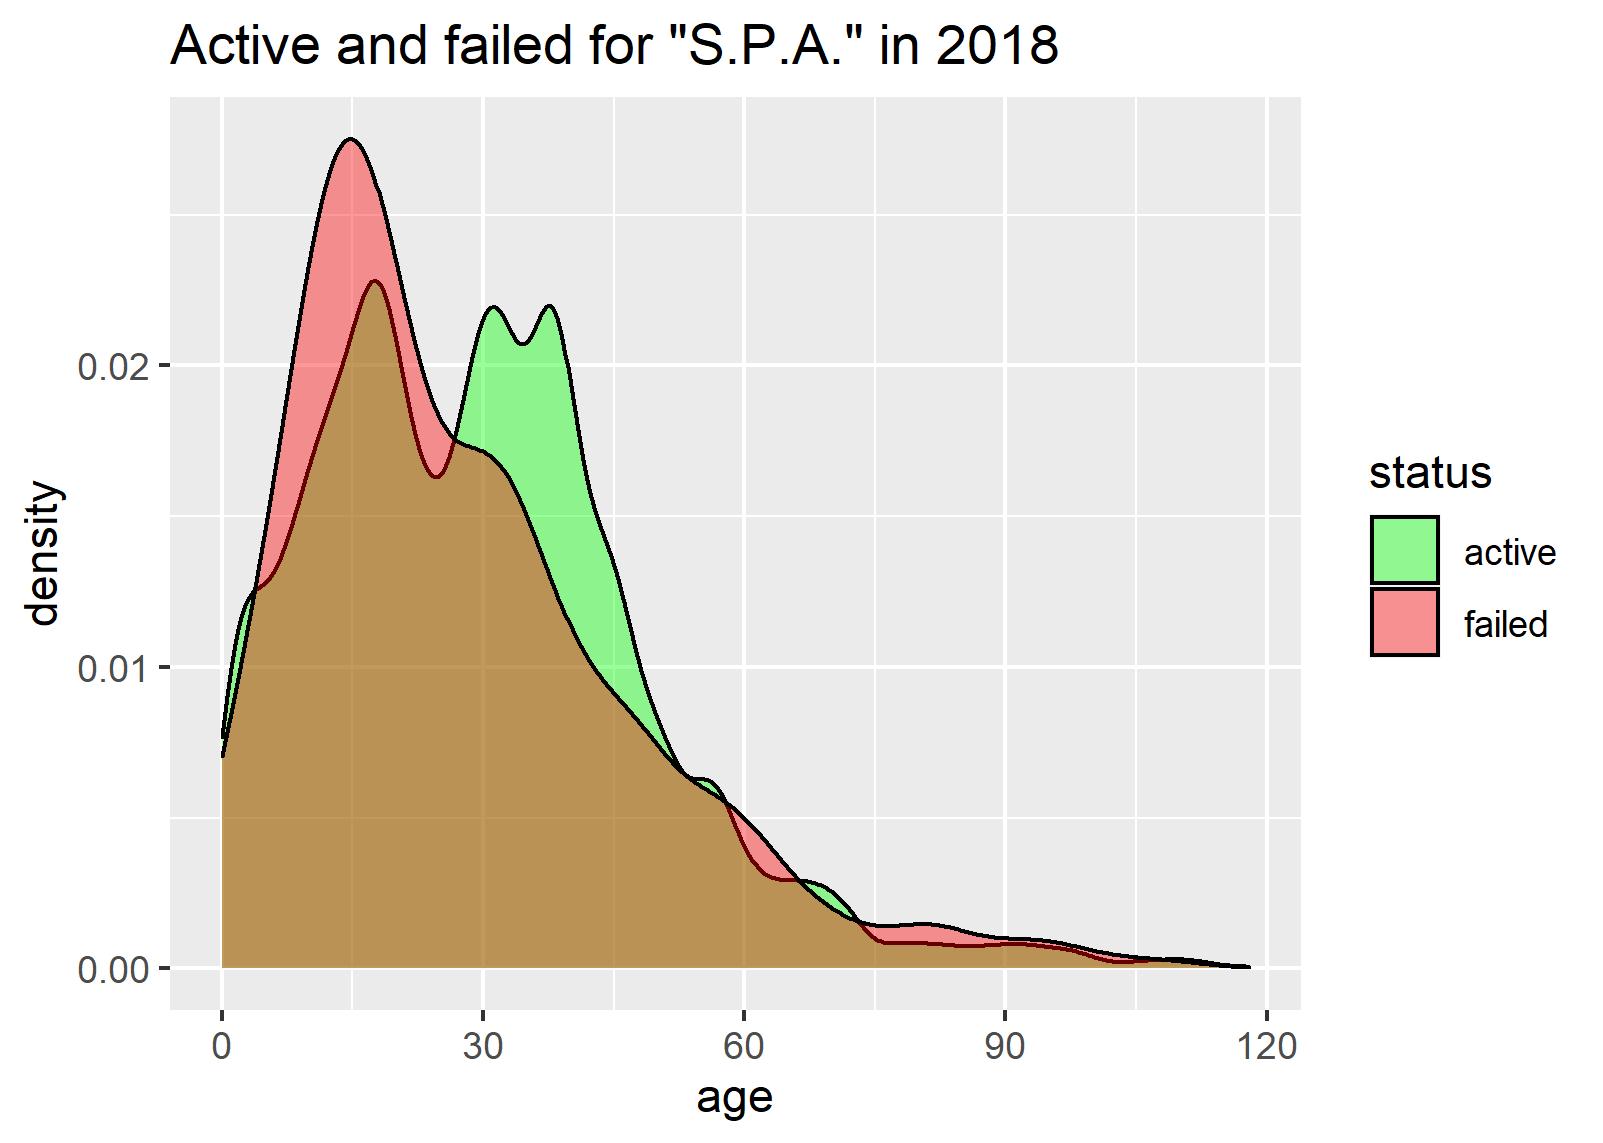 Active and failed for "S.P.A." in 2018
density
0.02
0.01
0.00
0 30 60 90 120
age
status
active
failed